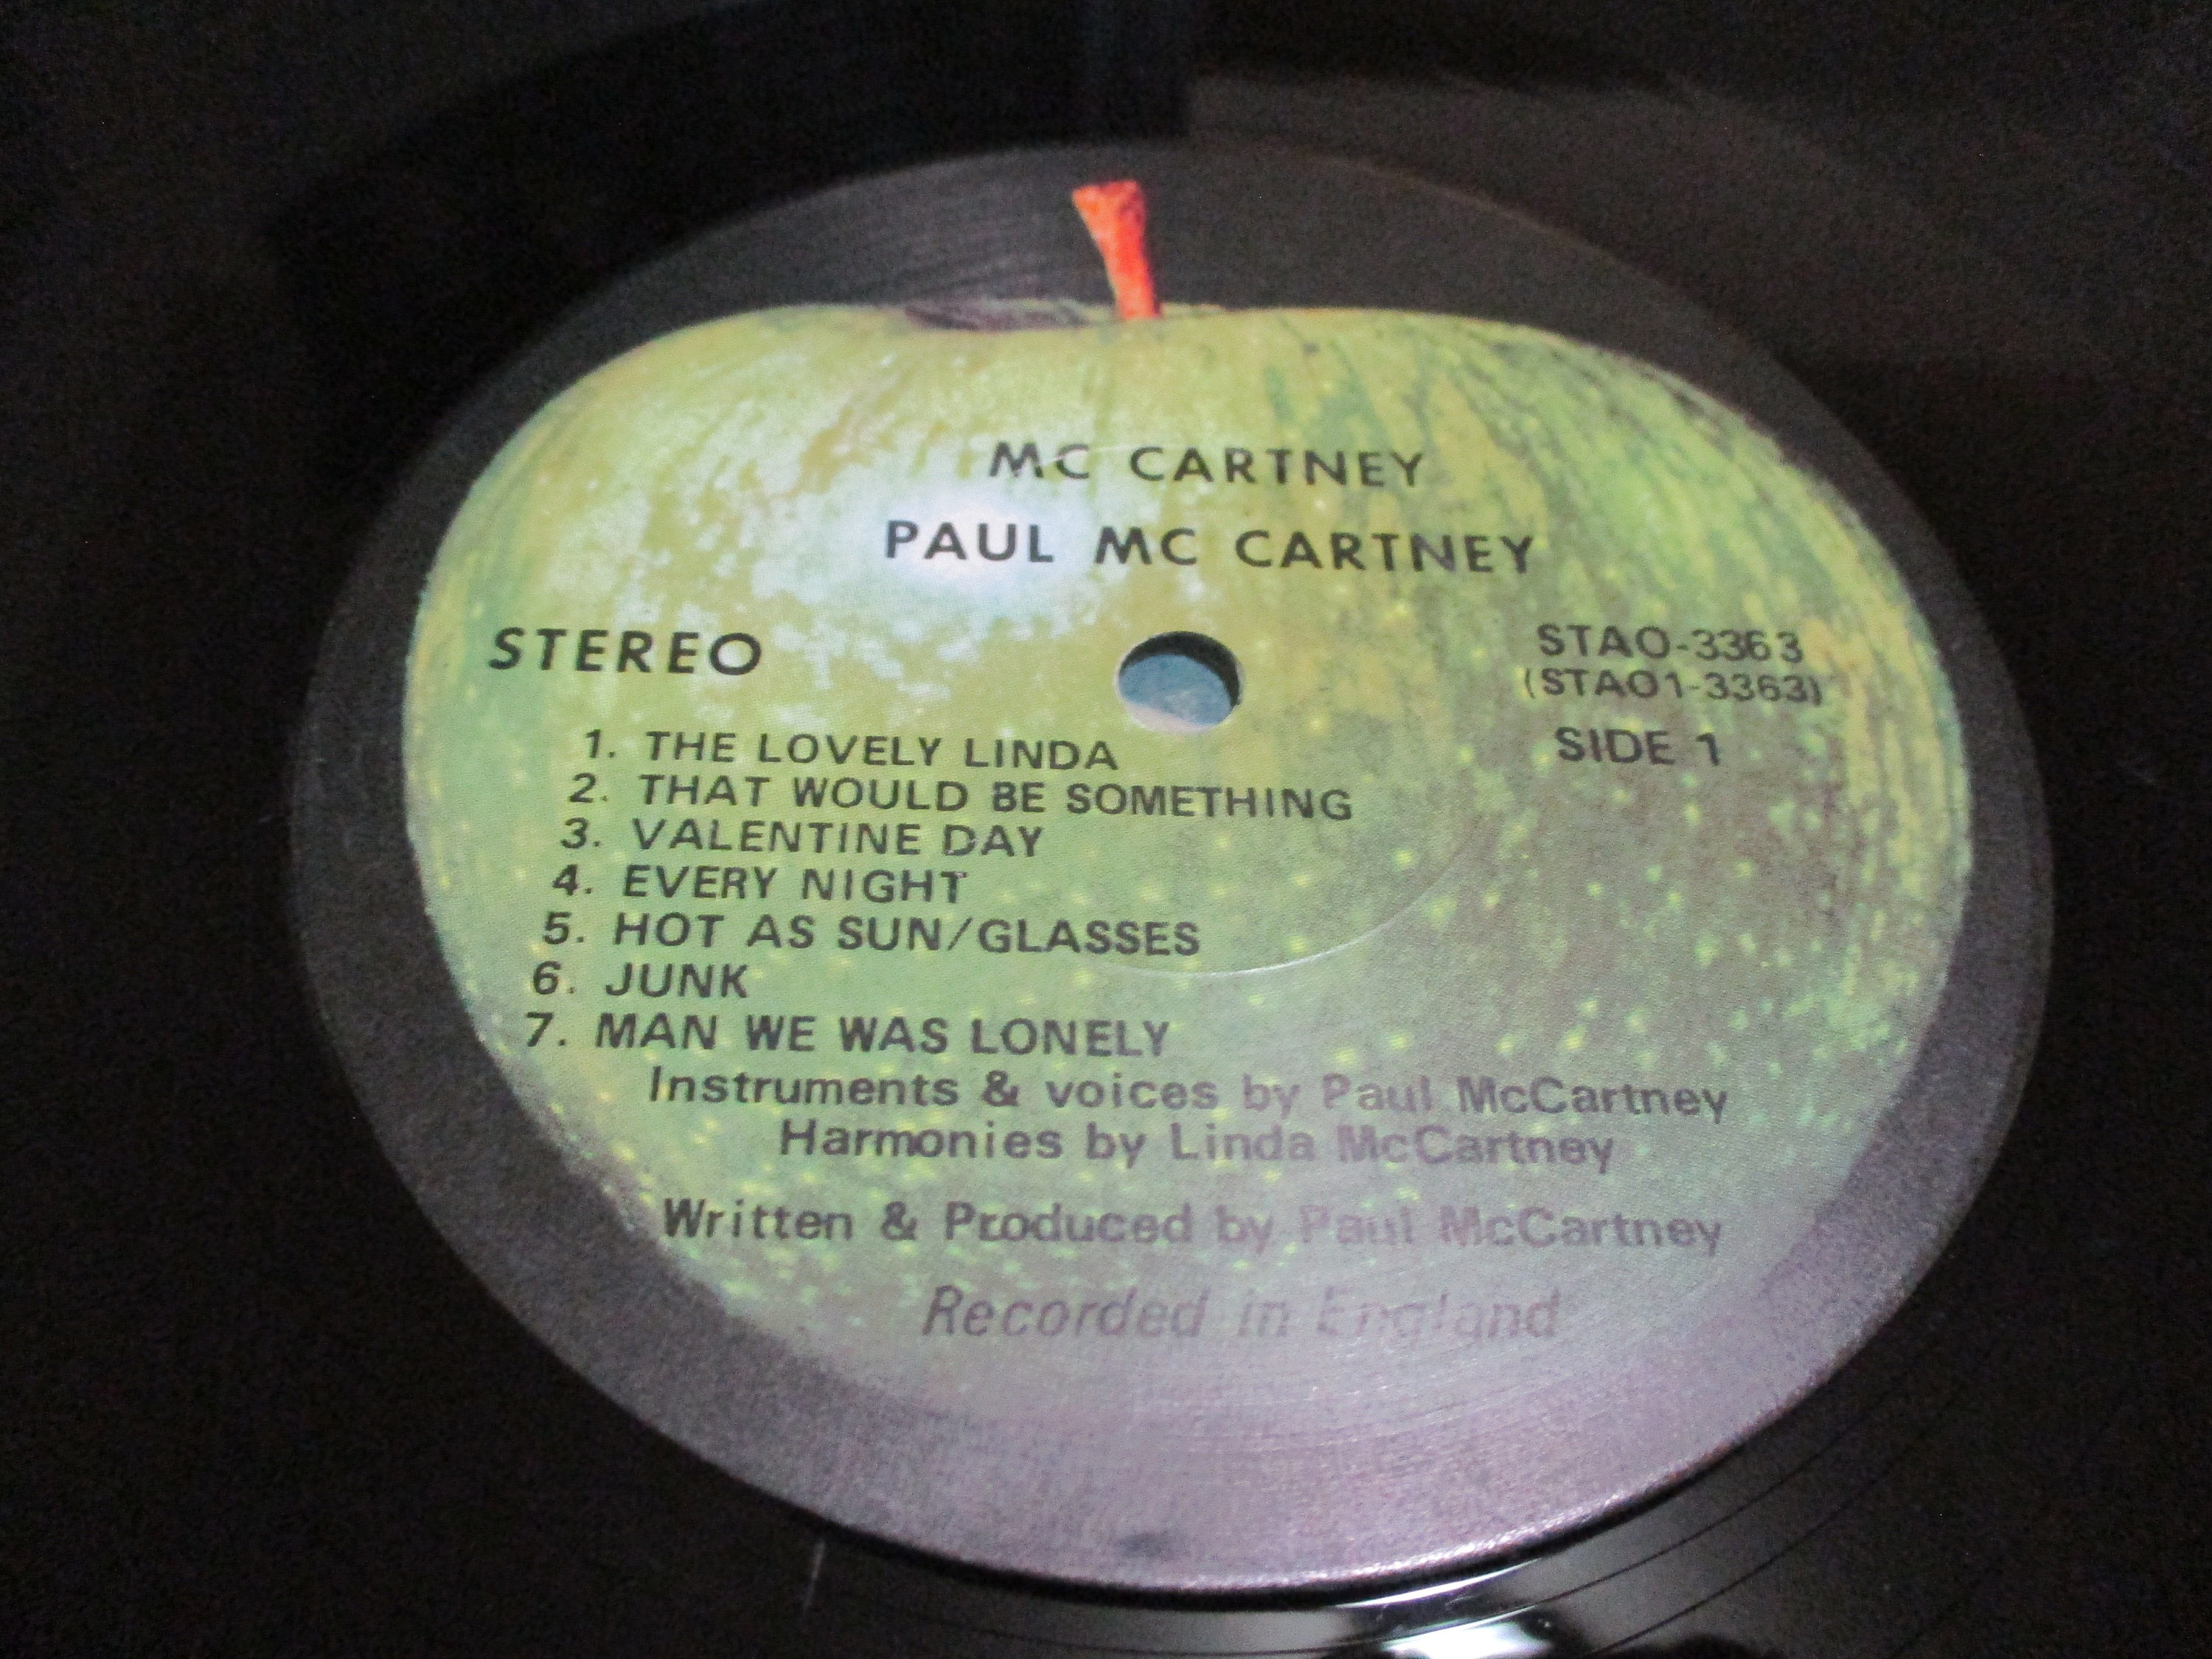 MC CARTNEY
PAUL MC CARTNEY
STEREO
STAO-3363
(STAO1-3363)
SIDE 1
1. THE LOVELY LINDA
2. THAT WOULD BE SOMETHING
3. VALENTINE DAY
4. EVERY NIGHT
5. HOT AS SUN/GLASSES
6. JUNK
7. MAN WE WAS LONELY
Instruments & voices by Paul McCartney
Harmonies by Linda McCartney
Written & Produced by Paul McCartney
Recorded in England